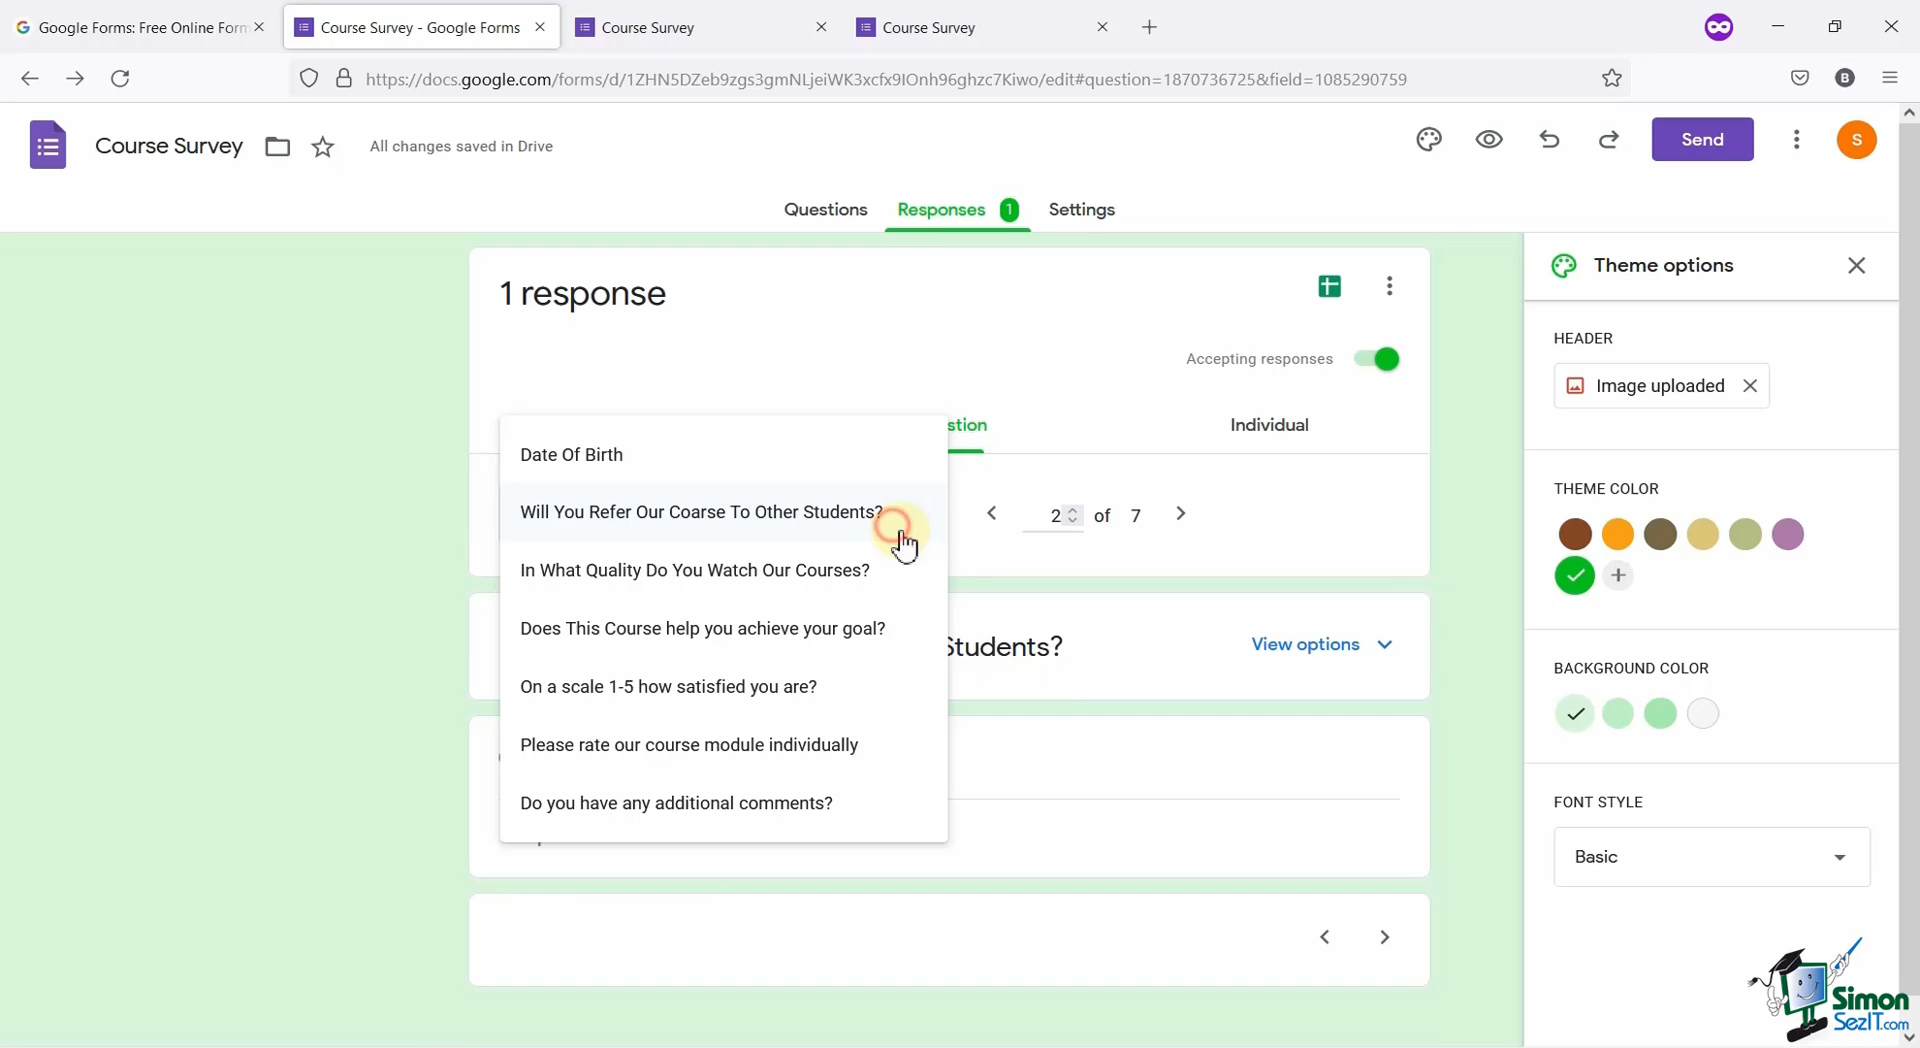 Google Forms: Free Online Form
Course Survey - Google Forms
Course Survey
Course Survey
https://docs.google.com/forms/d/1ZHN5DZeb9zgs3gmNLjeiWK3xcfx9IOnh96ghzc7Kiwo/edit#question=1870736725&field=1085290759
B
Course Survey
All changes saved in Drive
Send
S
Questions
Responses 1
Settings
1 response
Accepting responses
stion
Individual
Date Of Birth
Will You Refer Our Coarse To Other Students?
In What Quality Do You Watch Our Courses?
Does This Course help you achieve your goal?
On a scale 1-5 how satisfied you are?
Please rate our course module individually
Do you have any additional comments?
2 of 7
Students?
View options
Theme options
HEADER
Image uploaded
THEME COLOR
BACKGROUND COLOR
FONT STYLE
Basic
Simon
SezIT.com